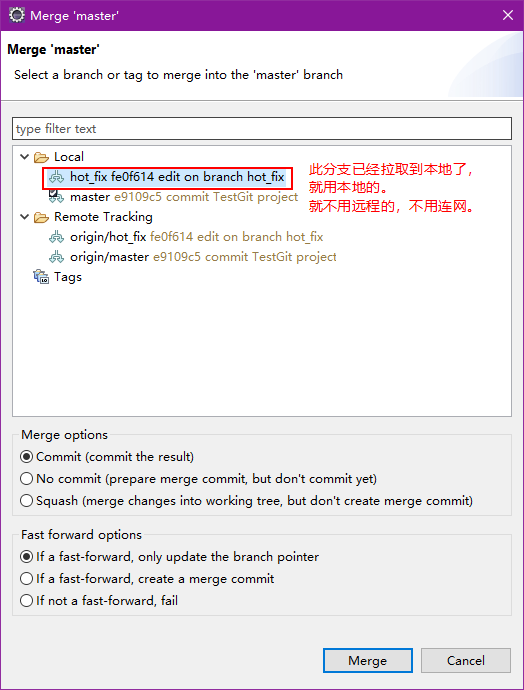 Merge 'master'
Merge 'master'
Select a branch or tag to merge into the 'master' branch
type filter text
Local
hot_fix fe0f614 edit on branch hot_fix
master e9109c5 commit TestGit project
Remote Tracking
origin/hot_fix fe0f614 edit on branch hot_fix
origin/master e9109c5 commit TestGit project
Tags
此分支已经拉取到本地了，
就用本地的。
就不用远程的，不用连网。
Merge options
Commit (commit the result)
No commit (prepare merge commit, but don't commit yet)
Squash (merge changes into working tree, but don't create merge commit)
Fast forward options
If a fast-forward, only update the branch pointer
If a fast-forward, create a merge commit
If not a fast-forward, fail
Merge
Cancel